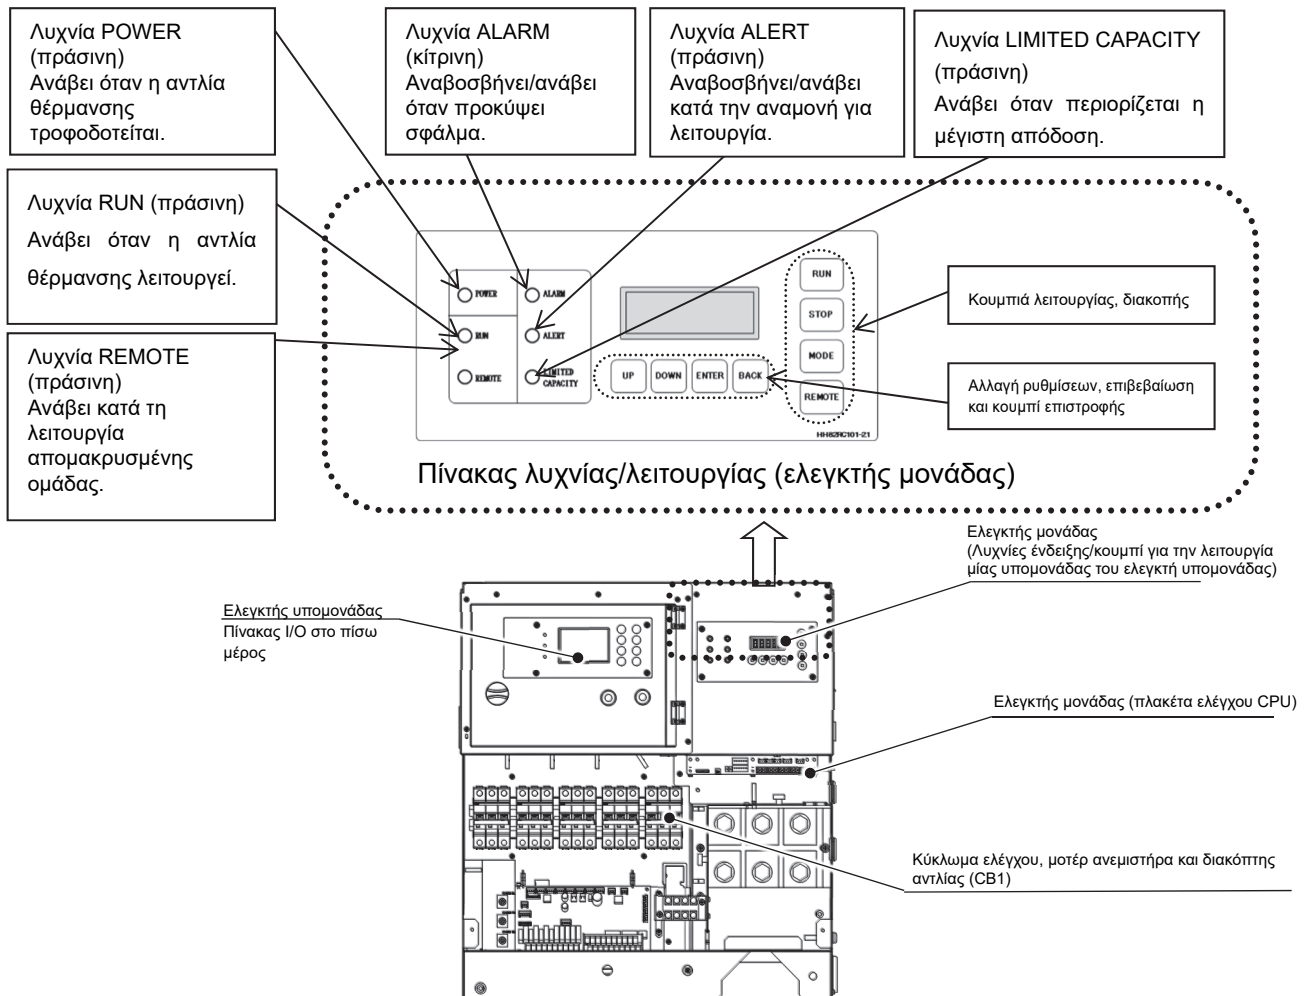 Λυχνία POWER
(πράσινη)
Ανάβει όταν η αντλία
θέρμανσης
τροφοδοτείται.
Λυχνία ALARM
(κίτρινη)
Αναβοσβήνει/ανάβει
όταν προκύψει
σφάλμα.
Λυχνία ALERT
(πράσινη)
Αναβοσβήνει/ανάβει
κατά την αναμονή για
λειτουργία.
Λυχνία LIMITED CAPACITY
(πράσινη)
Ανάβει όταν περιορίζεται η
μέγιστη απόδοση.
Λυχνία RUN (πράσινη)
Ανάβει όταν η αντλία
θέρμανσης λειτουργεί.
Λυχνία REMOTE
(πράσινη)
Ανάβει κατά τη
λειτουργία
απομακρυσμένης
ομάδας.
POWER
ALARM
RUN
ALERT
REMOTE
LIMITED
CAPACITY
UP
DOWN
ENTER
BACK
RUN
STOP
MODE
REMOTE
HH82RC101-21
Κουμπιά λειτουργίας, διακοπής
Αλλαγή ρυθμίσεων, επιβεβαίωση
και κουμπί επιστροφής
Πίνακας λυχνίας/λειτουργίας (ελεγκτής μονάδας)
Ελεγκτής μονάδας
(Λυχνίες ένδειξης/κουμπί για την λειτουργία
μίας υπομονάδας του ελεγκτή υπομονάδας)
Ελεγκτής υπομονάδας
Πίνακας I/O στο πίσω
μέρος
Ελεγκτής μονάδας (πλακέτα ελέγχου CPU)
Κύκλωμα ελέγχου, μοτέρ ανεμιστήρα και διακόπτης
αντλίας (CB1)